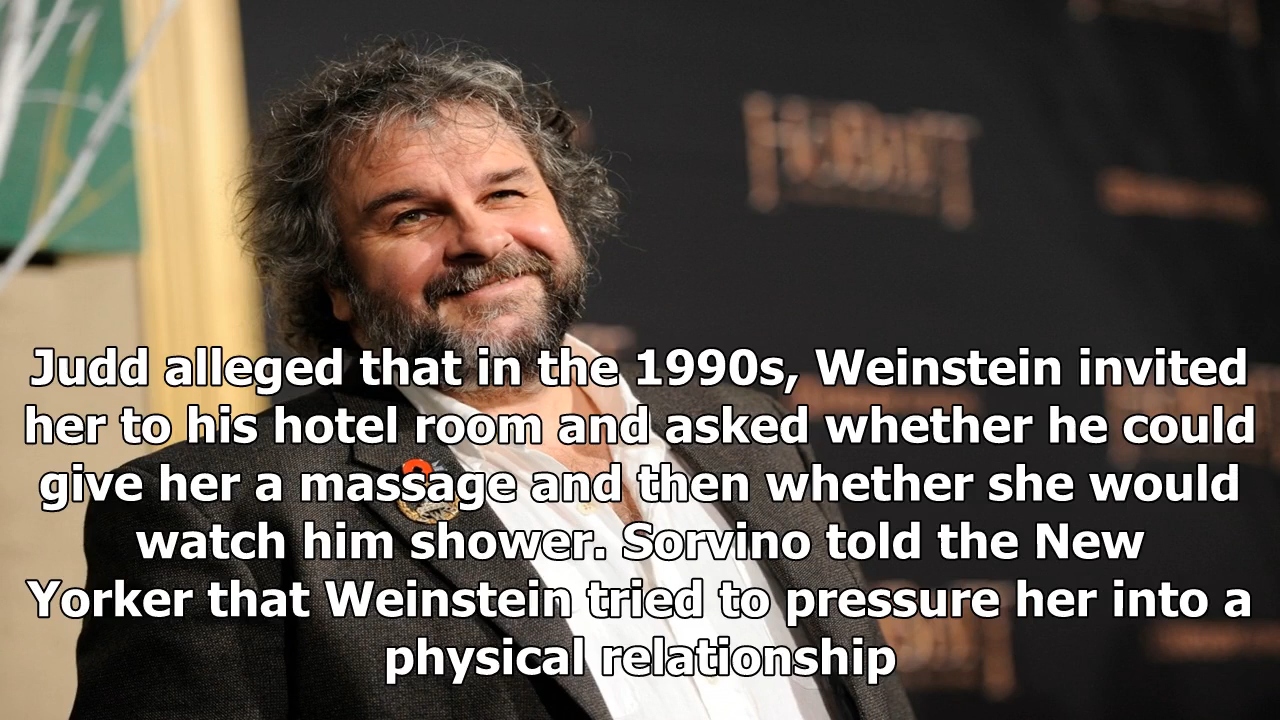 HOBBIT
Judd alleged that in the 1990s, Weinstein invited
her to his hotel room and asked whether he could
give her a massage and then whether she would
watch him shower. Sorvino told the New
Yorker that Weinstein tried to pressure her into a
physical relationship